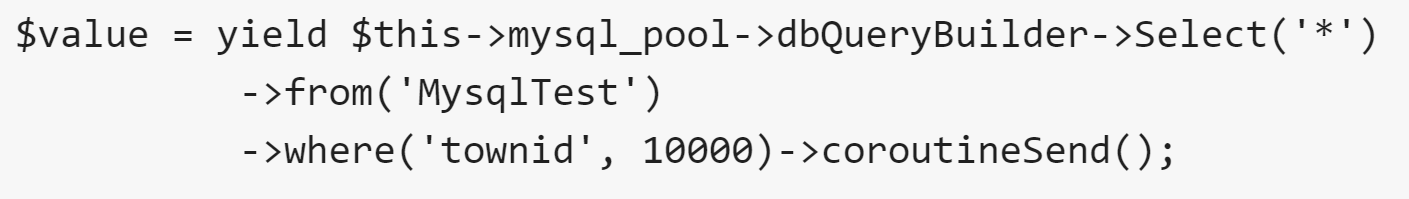 $value = yield $this->mysql_pool->dbQueryBuilder->Select('*')
->from('MysqlTest')
->where('townid', 10000)->coroutineSend();